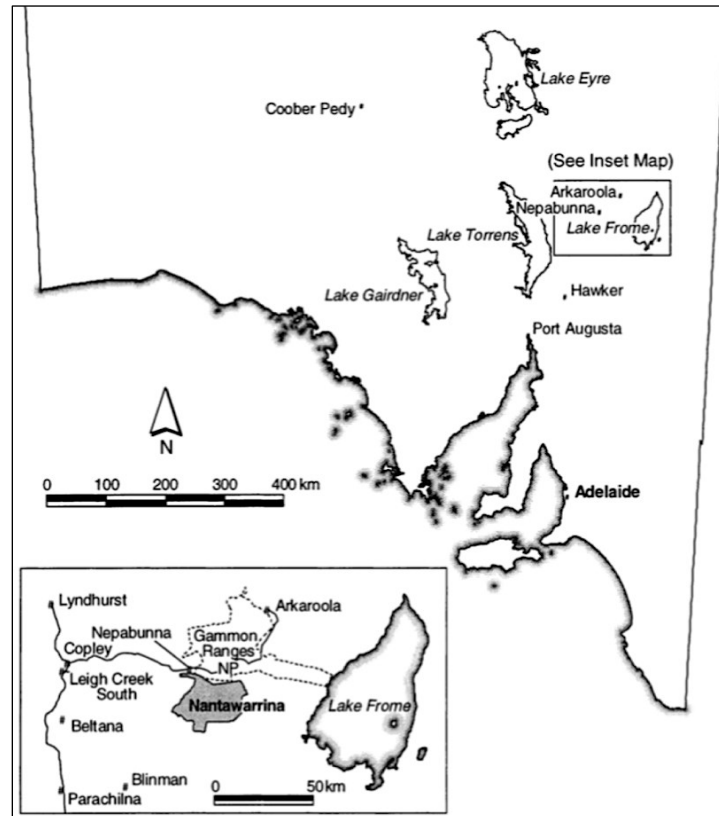 Lake Eyre
Coober Pedy
(See Inset Map)
Arkaroola
Nepabunna
Lake Frome
Lake Torrens
Lake Gairdner
Hawker
Port Augusta
N
0 100 200 300 400 km
Adelaide
Lyndhurst
Arkaroola
Nepabunna
Gammon
Ranges
NP
Copley
Leigh Creek
South
Nantawarrina
Lake Frome
Beltana
Blinman
0 50 km
Parachilna